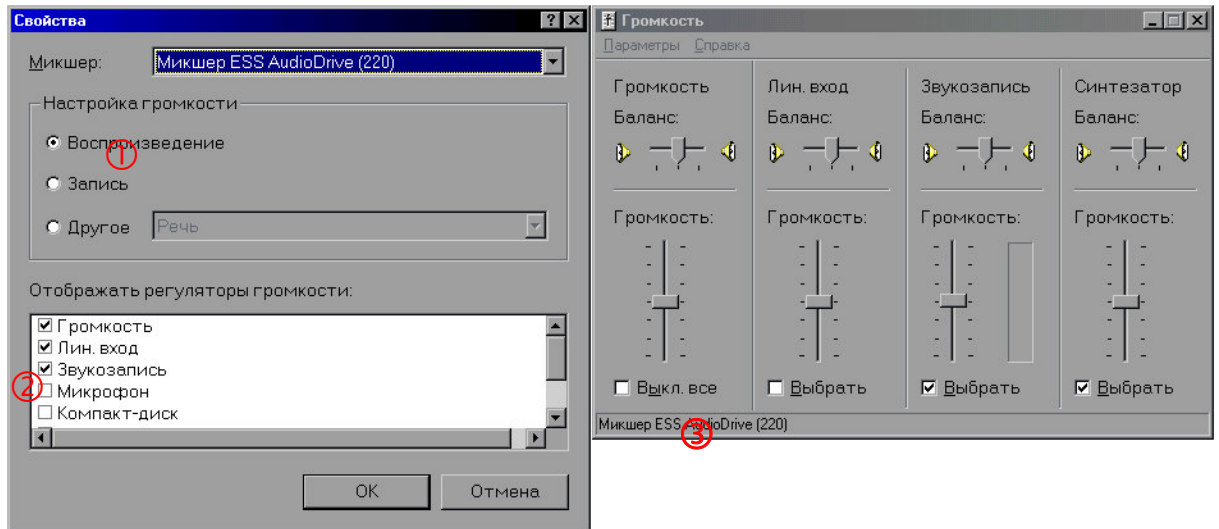 Свойства
Микшер: Микшер ESS AudioDrive (220)
Настройка громкости
Воспроизведение
①
Запись
Другое Речь
Отображать регуляторы громкости:
Громкость
Лин. вход
Звукозапись
② Микрофон
Компакт-диск
OK Отмена
Громкость
Параметры Справка
Громкость Лин. вход Звукозапись Синтезатор
Баланс: Баланс: Баланс: Баланс:
Громкость: Громкость: Громкость: Громкость:
Выкл. все Выбрать Выбрать Выбрать
Микшер ESS AudioDrive (220)
③